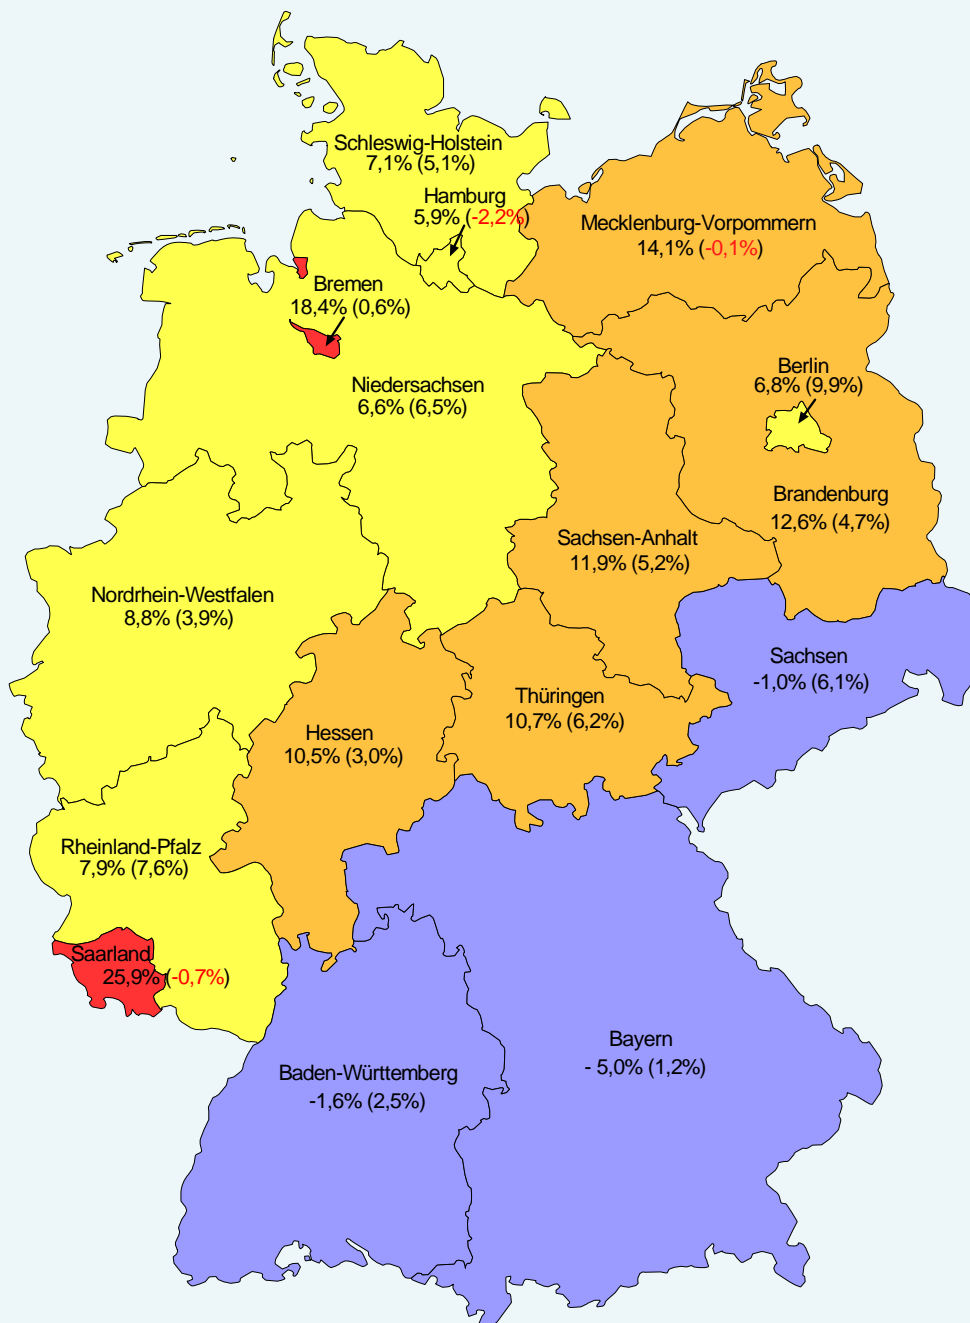 Schleswig-Holstein
7,1% (5,1%)
Hamburg
5,9% (-2,2%)
Mecklenburg-Vorpommern
14,1% (-0,1%)
Bremen
18,4% (0,6%)
Niedersachsen
6,6% (6,5%)
Berlin
6,8% (9,9%)
Brandenburg
12,6% (4,7%)
Sachsen-Anhalt
11,9% (5,2%)
Nordrhein-Westfalen
8,8% (3,9%)
Sachsen
-1,0% (6,1%)
Thüringen
10,7% (6,2%)
Hessen
10,5% (3,0%)
Rheinland-Pfalz
7,9% (7,6%)
Saarland
25,9% (-0,7%)
Bayern
- 5,0% (1,2%)
Baden-Württemberg
-1,6% (2,5%)